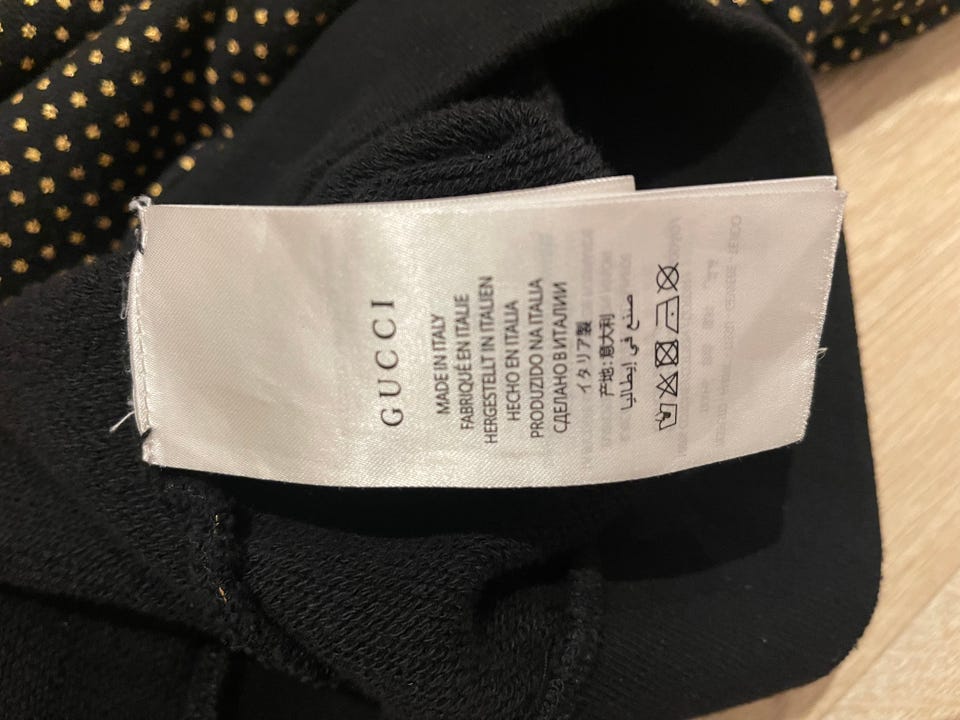 GUCCI
MADE IN ITALY
FABRIQUÉ EN ITALIE
HERGESTELLT IN ITALIEN
HECHO EN ITALIA
PRODUZIDO NA ITALIA
СДЕЛАНО В ИТАЛИИ
イタリア製
产地: 意大利
صنع في إيطاليا